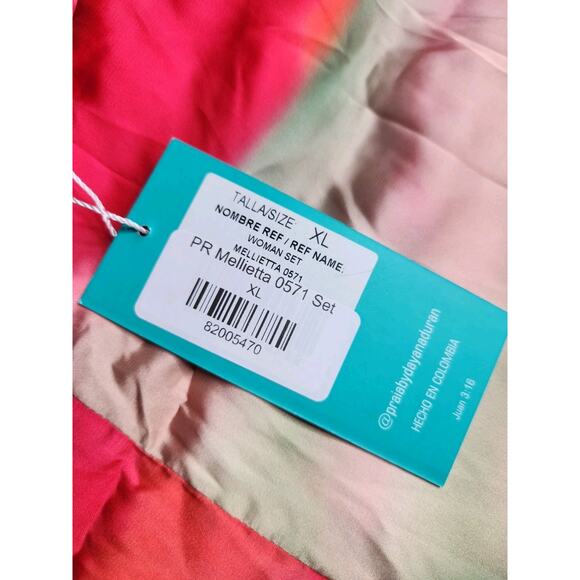 TALLA/SIZE: XL
NOMBRE REF / REF NAME:
WOMAN SET
MELLIETTA 0571
PR Mellietta 0571 Set
XL
82005470
@praiabydayanaduran
HECHO EN COLOMBIA
Juan 3:16